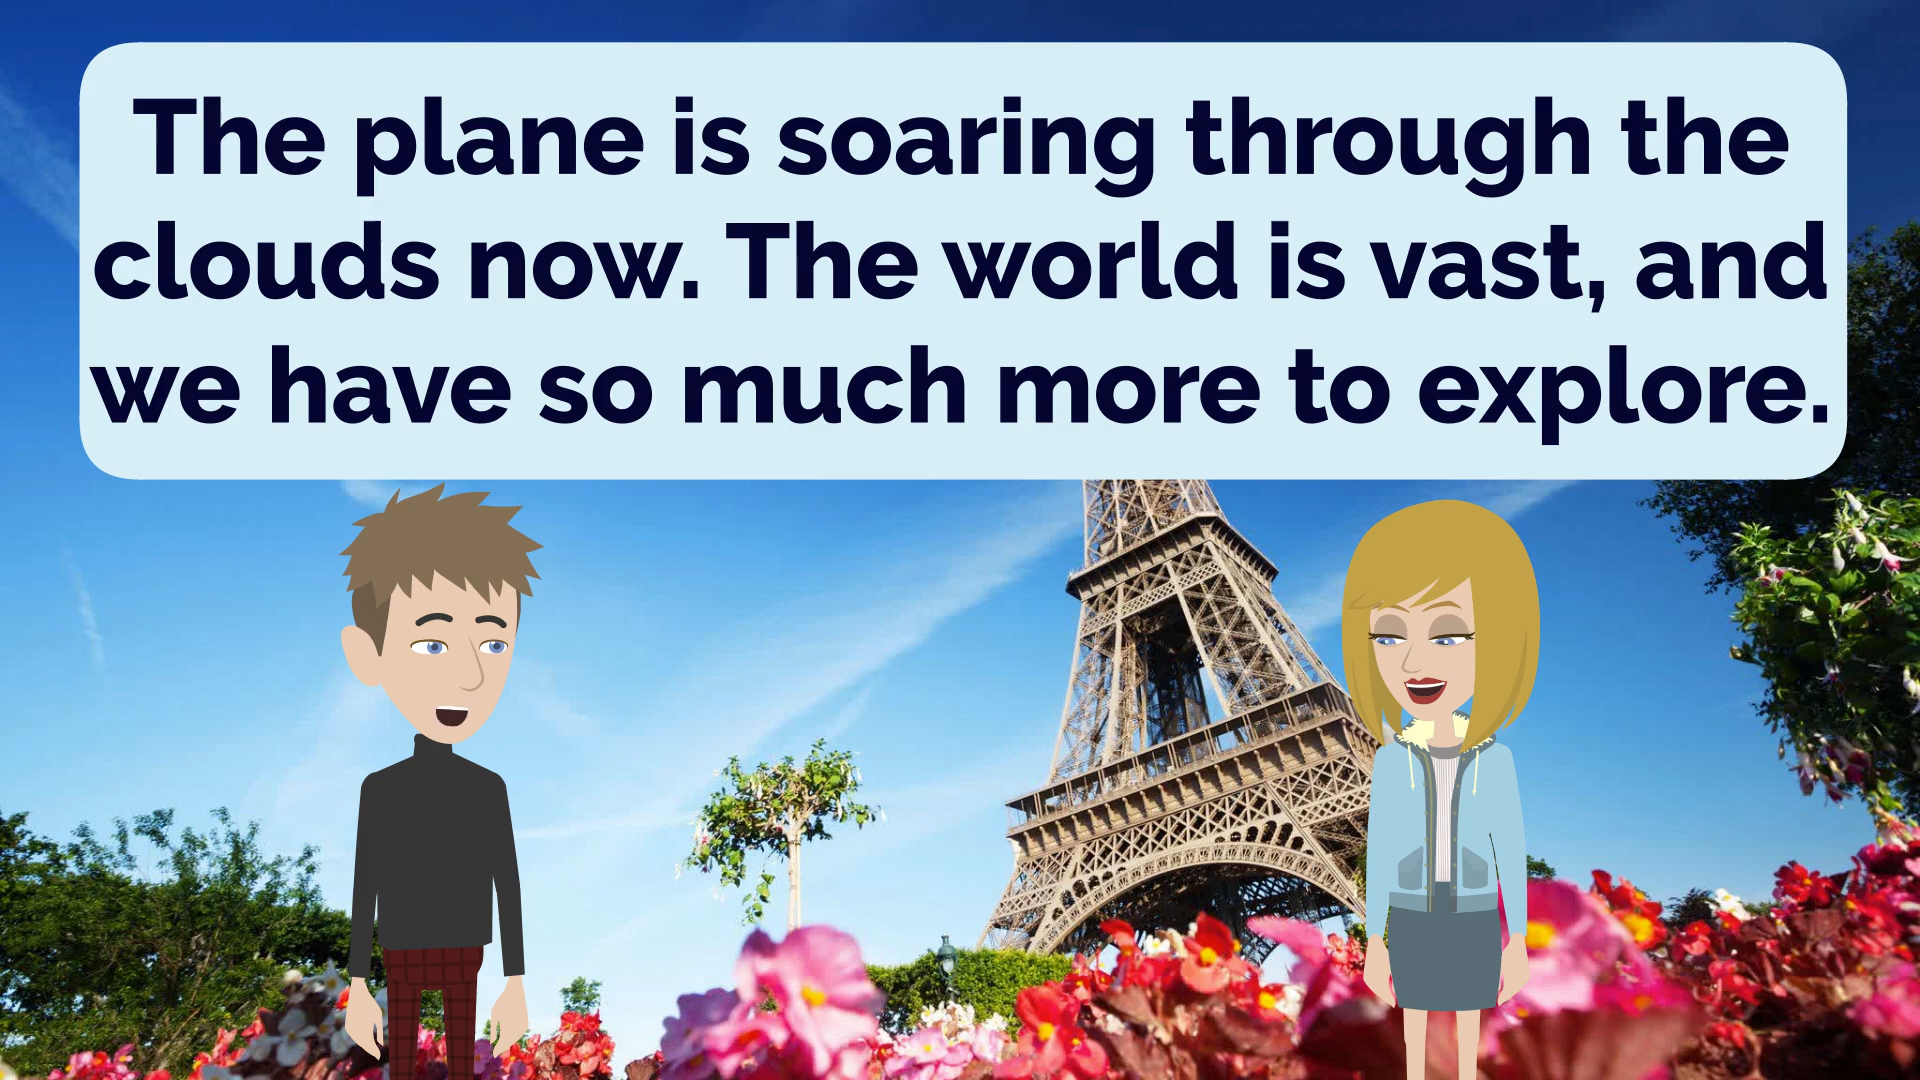 The plane is soaring through the
clouds now. The world is vast, and
we have so much more to explore.